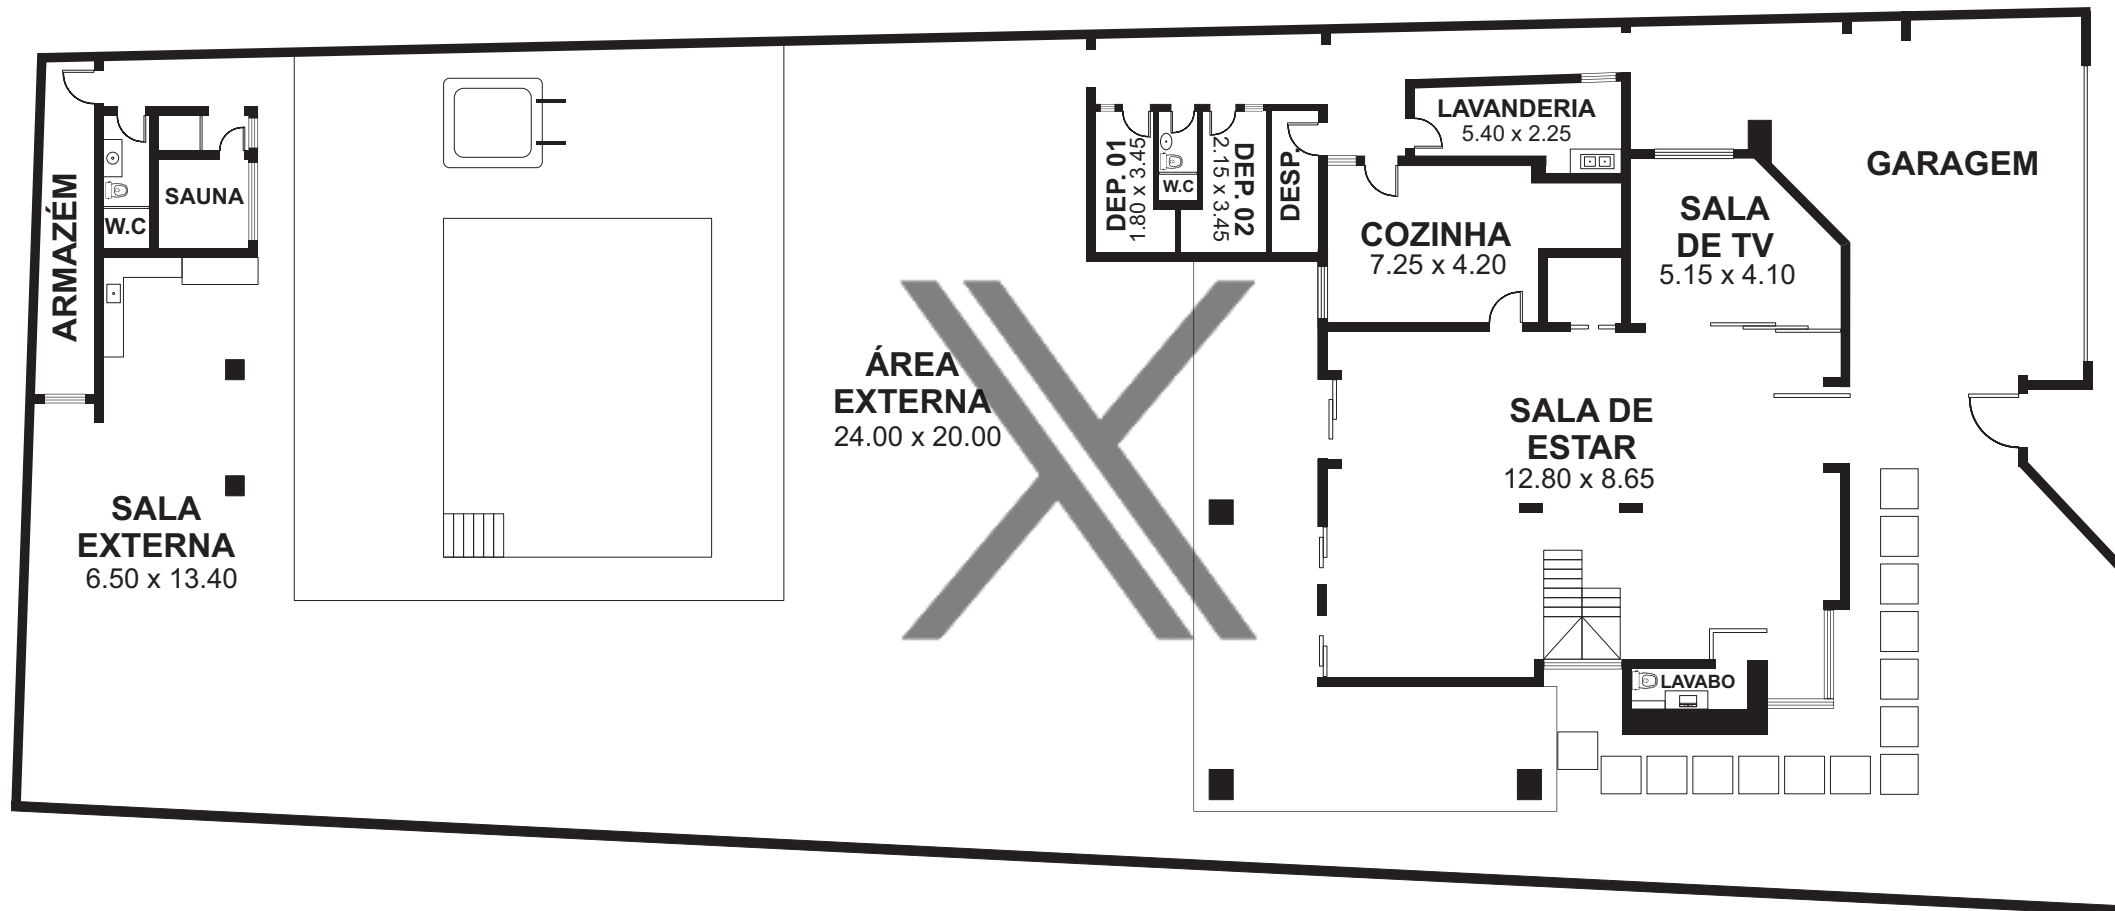 ARMAZÉM
W.C
SAUNA
SALA
EXTERNA
6.50 x 13.40
ÁREA
EXTERNA
24.00 x 20.00
DEP. 01
1.80 x 3.45
W.C
DEP. 02
2.15 x 3.45
DESP.
LAVANDERIA
5.40 x 2.25
COZINHA
7.25 x 4.20
SALA
DE TV
5.15 x 4.10
GARAGEM
SALA DE
ESTAR
12.80 x 8.65
LAVABO